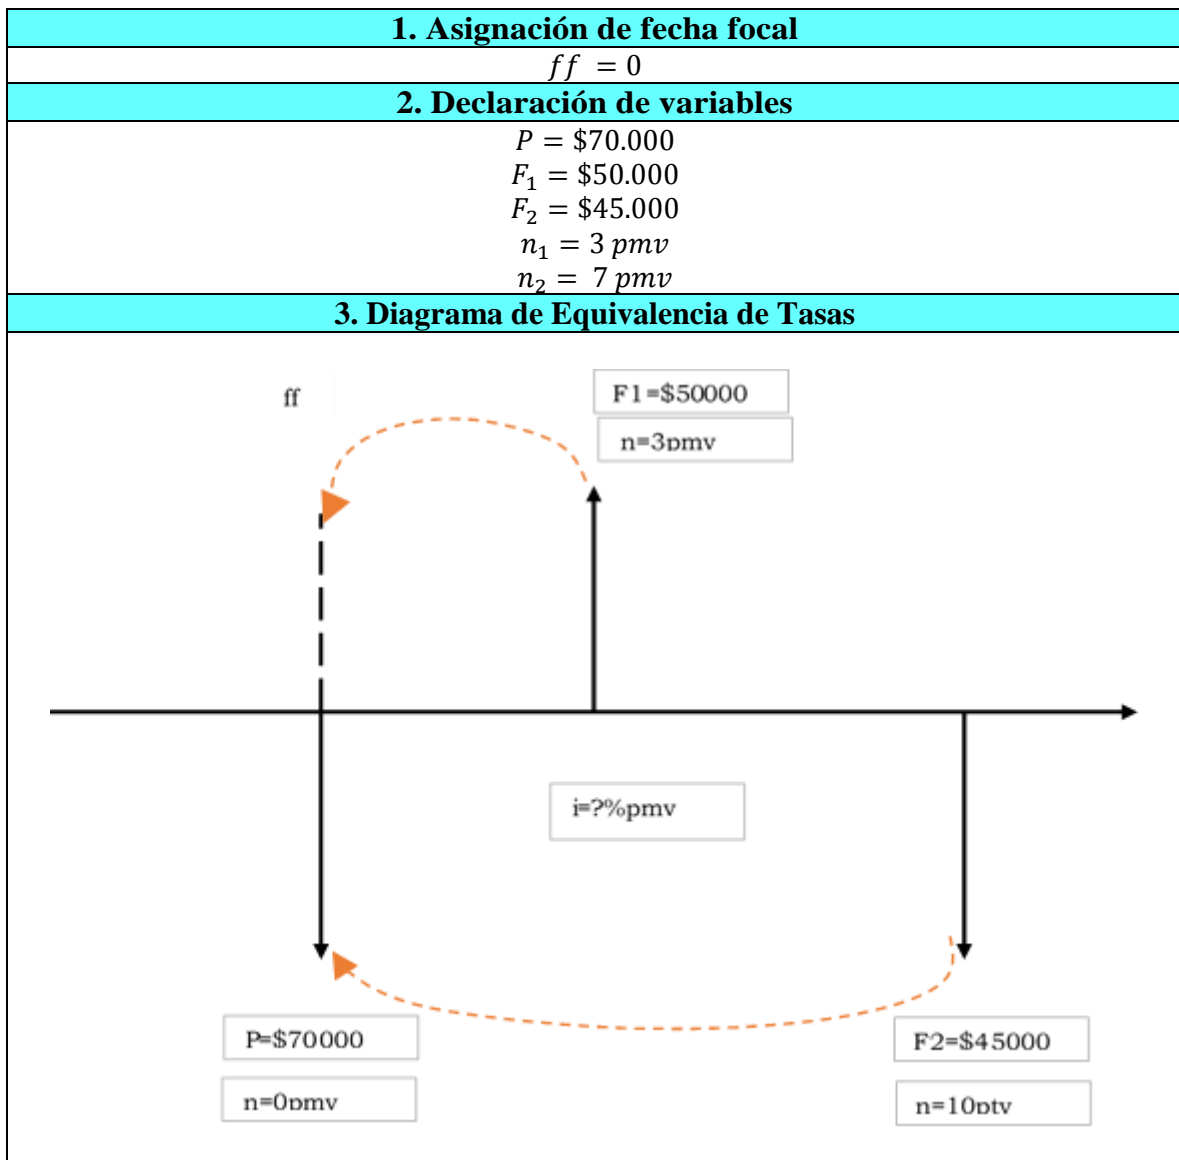 1. Asignación de fecha focal
ff = 0
2. Declaración de variables
P = $70.000
F₁ = $50.000
F₂ = $45.000
n₁ = 3 pmv
n₂ = 7 pmv
3. Diagrama de Equivalencia de Tasas
ff
F1=$50000
n=3pmv
i=?%pmv
P=$70000
n=0pmv
F2=$45000
n=10ptv